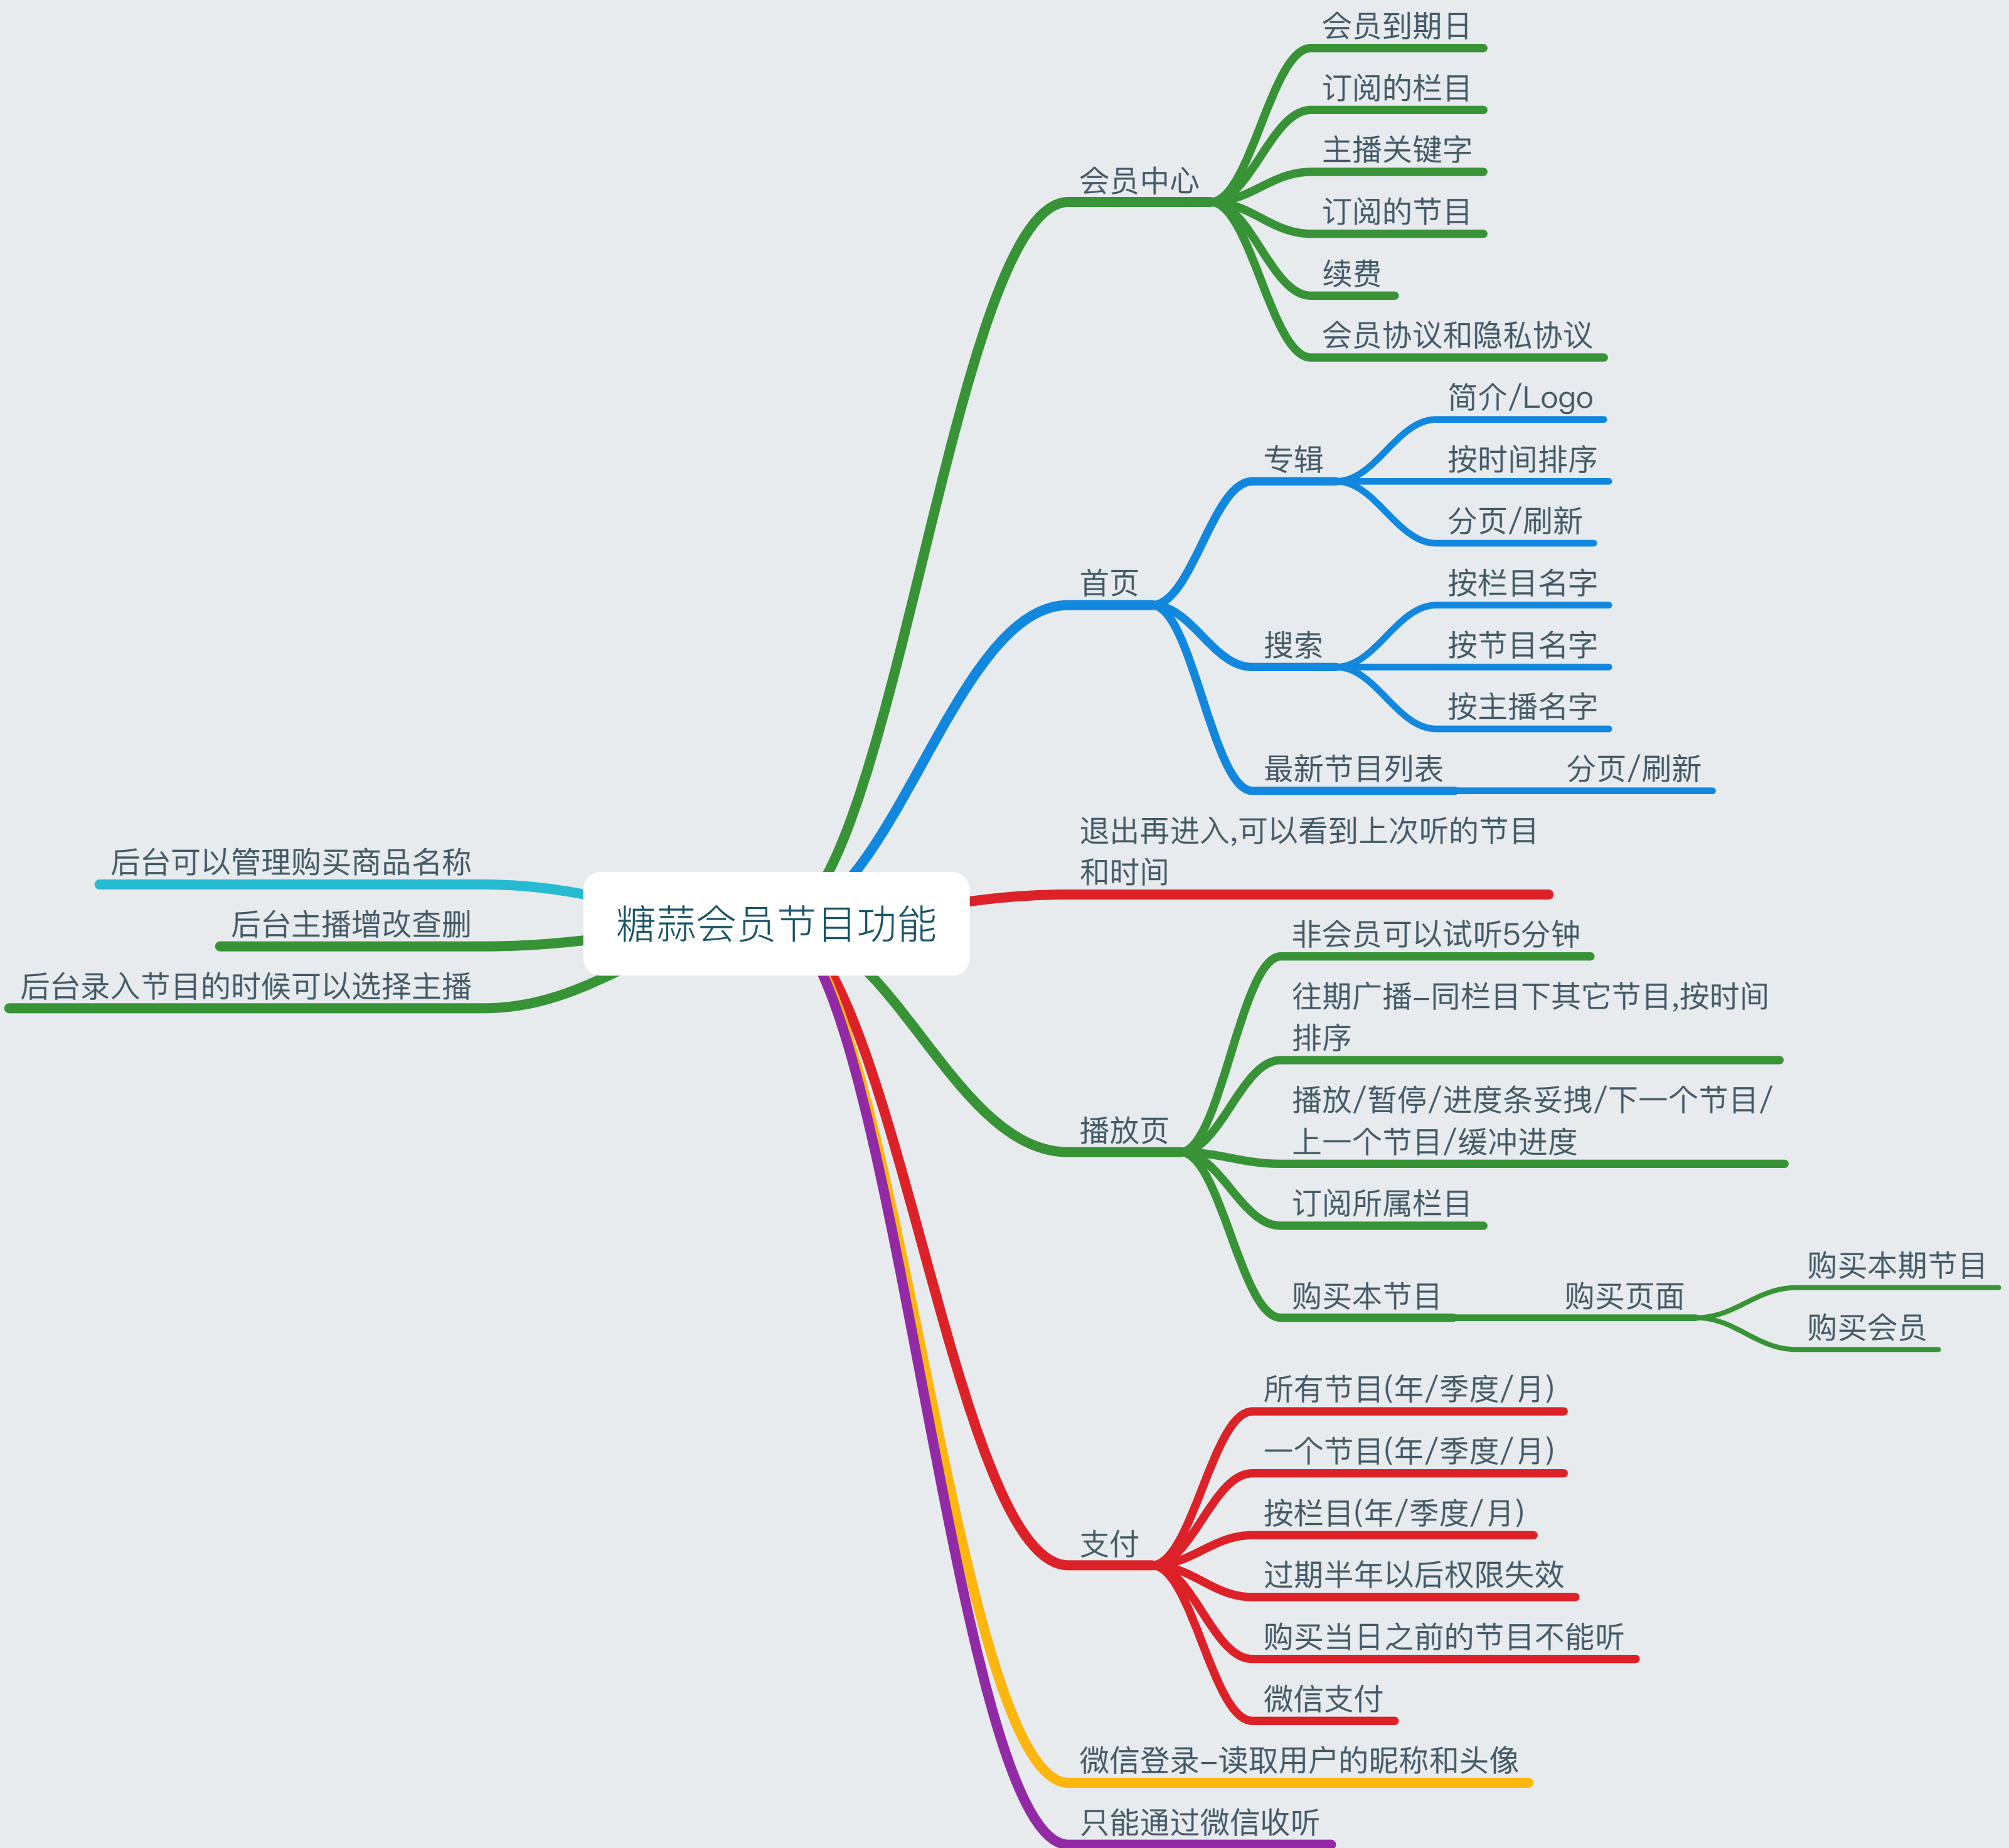 会员到期日
订阅的栏目
主播关键字
会员中心
订阅的节目
续费
会员协议和隐私协议
简介/Logo
专辑
按时间排序
分页/刷新
首页
按栏目名字
搜索
按节目名字
按主播名字
最新节目列表
分页/刷新
退出再进入,可以看到上次听的节目
和时间
后台可以管理购买商品名称
后台主播增改查删
后台录入节目的时候可以选择主播
糖蒜会员节目功能
非会员可以试听5分钟
往期广播–同栏目下其它节目,按时间
排序
播放/暂停/进度条妥拽/下一个节目/
上一个节目/缓冲进度
播放页
订阅所属栏目
购买本节目
购买页面
购买本期节目
购买会员
所有节目(年/季度/月)
一个节目(年/季度/月)
按栏目(年/季度/月)
支付
过期半年以后权限失效
购买当日之前的节目不能听
微信支付
微信登录–读取用户的昵称和头像
只能通过微信收听